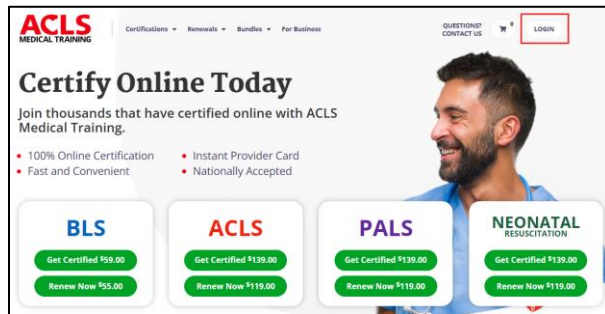 ACLS
MEDICAL TRAINING
Certifications Renewals Bundles For Business
QUESTIONS?
CONTACT US
0
LOGIN
Certify Online Today
Join thousands that have certified online with ACLS
Medical Training.
• 100% Online Certification
• Fast and Convenient
• Instant Provider Card
• Nationally Accepted
BLS
Get Certified $59.00
Renew Now $55.00
ACLS
Get Certified $139.00
Renew Now $119.00
PALS
Get Certified $139.00
Renew Now $119.00
NEONATAL
RESUSCITATION
Get Certified $139.00
Renew Now $119.00